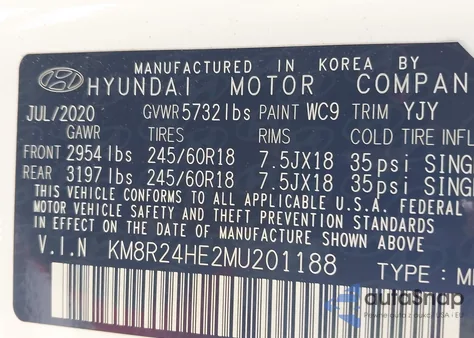 MANUFACTURED IN KOREA BY
HYUNDAI MOTOR COMPAN
JUL/2020 GVWR 5732lbs PAINT WC9 TRIM YJY
GAWR TIRES RIMS COLD TIRE INFL
FRONT 2954lbs 245/60R18 7.5JX18 35psi SING
REAR 3197lbs 245/60R18 7.5JX18 35psi SING
THIS VEHICLE CONFORMS TO ALL APPLICABLE U.S.A. FEDERAL
MOTOR VEHICLE SAFETY AND THEFT PREVENTION STANDARDS
IN EFFECT ON THE DATE OF MANUFACTURE SHOWN ABOVE.
V.I.N KM8R24HE2MU201188
TYPE : M
autoSnap